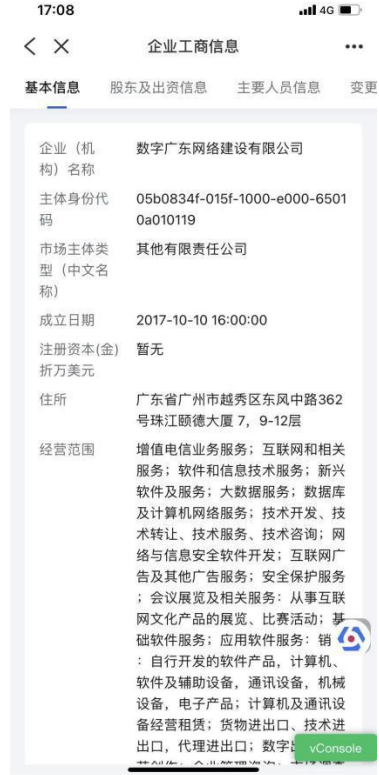 17:08
4G
企业工商信息
基本信息 股东及出资信息 主要人员信息 变更
企业（机构）名称
数字广东网络建设有限公司
主体身份代码
05b0834f-015f-1000-e000-6501
0a010119
市场主体类型（中文名称）
其他有限责任公司
成立日期
2017-10-10 16:00:00
注册资本(金)折万美元
暂无
住所
广东省广州市越秀区东风中路362
号珠江颐德大厦 7，9-12层
经营范围
增值电信业务服务；互联网和相关
服务；软件和信息技术服务；新兴
软件及服务；大数据服务；数据库
及计算机网络服务；技术开发、技
术转让、技术服务、技术咨询；网
络与信息安全软件开发；互联网广
告及其他广告服务；安全保护服务
；会议展览及相关服务：从事互联
网文化产品的展览、比赛活动；基
础软件服务；应用软件服务：销
：自行开发的软件产品，计算机、
软件及辅助设备，通讯设备，机械
设备，电子产品；计算机及通讯设
备经营租赁；货物进出口、技术进
出口，代理进出口；数字
vConsole